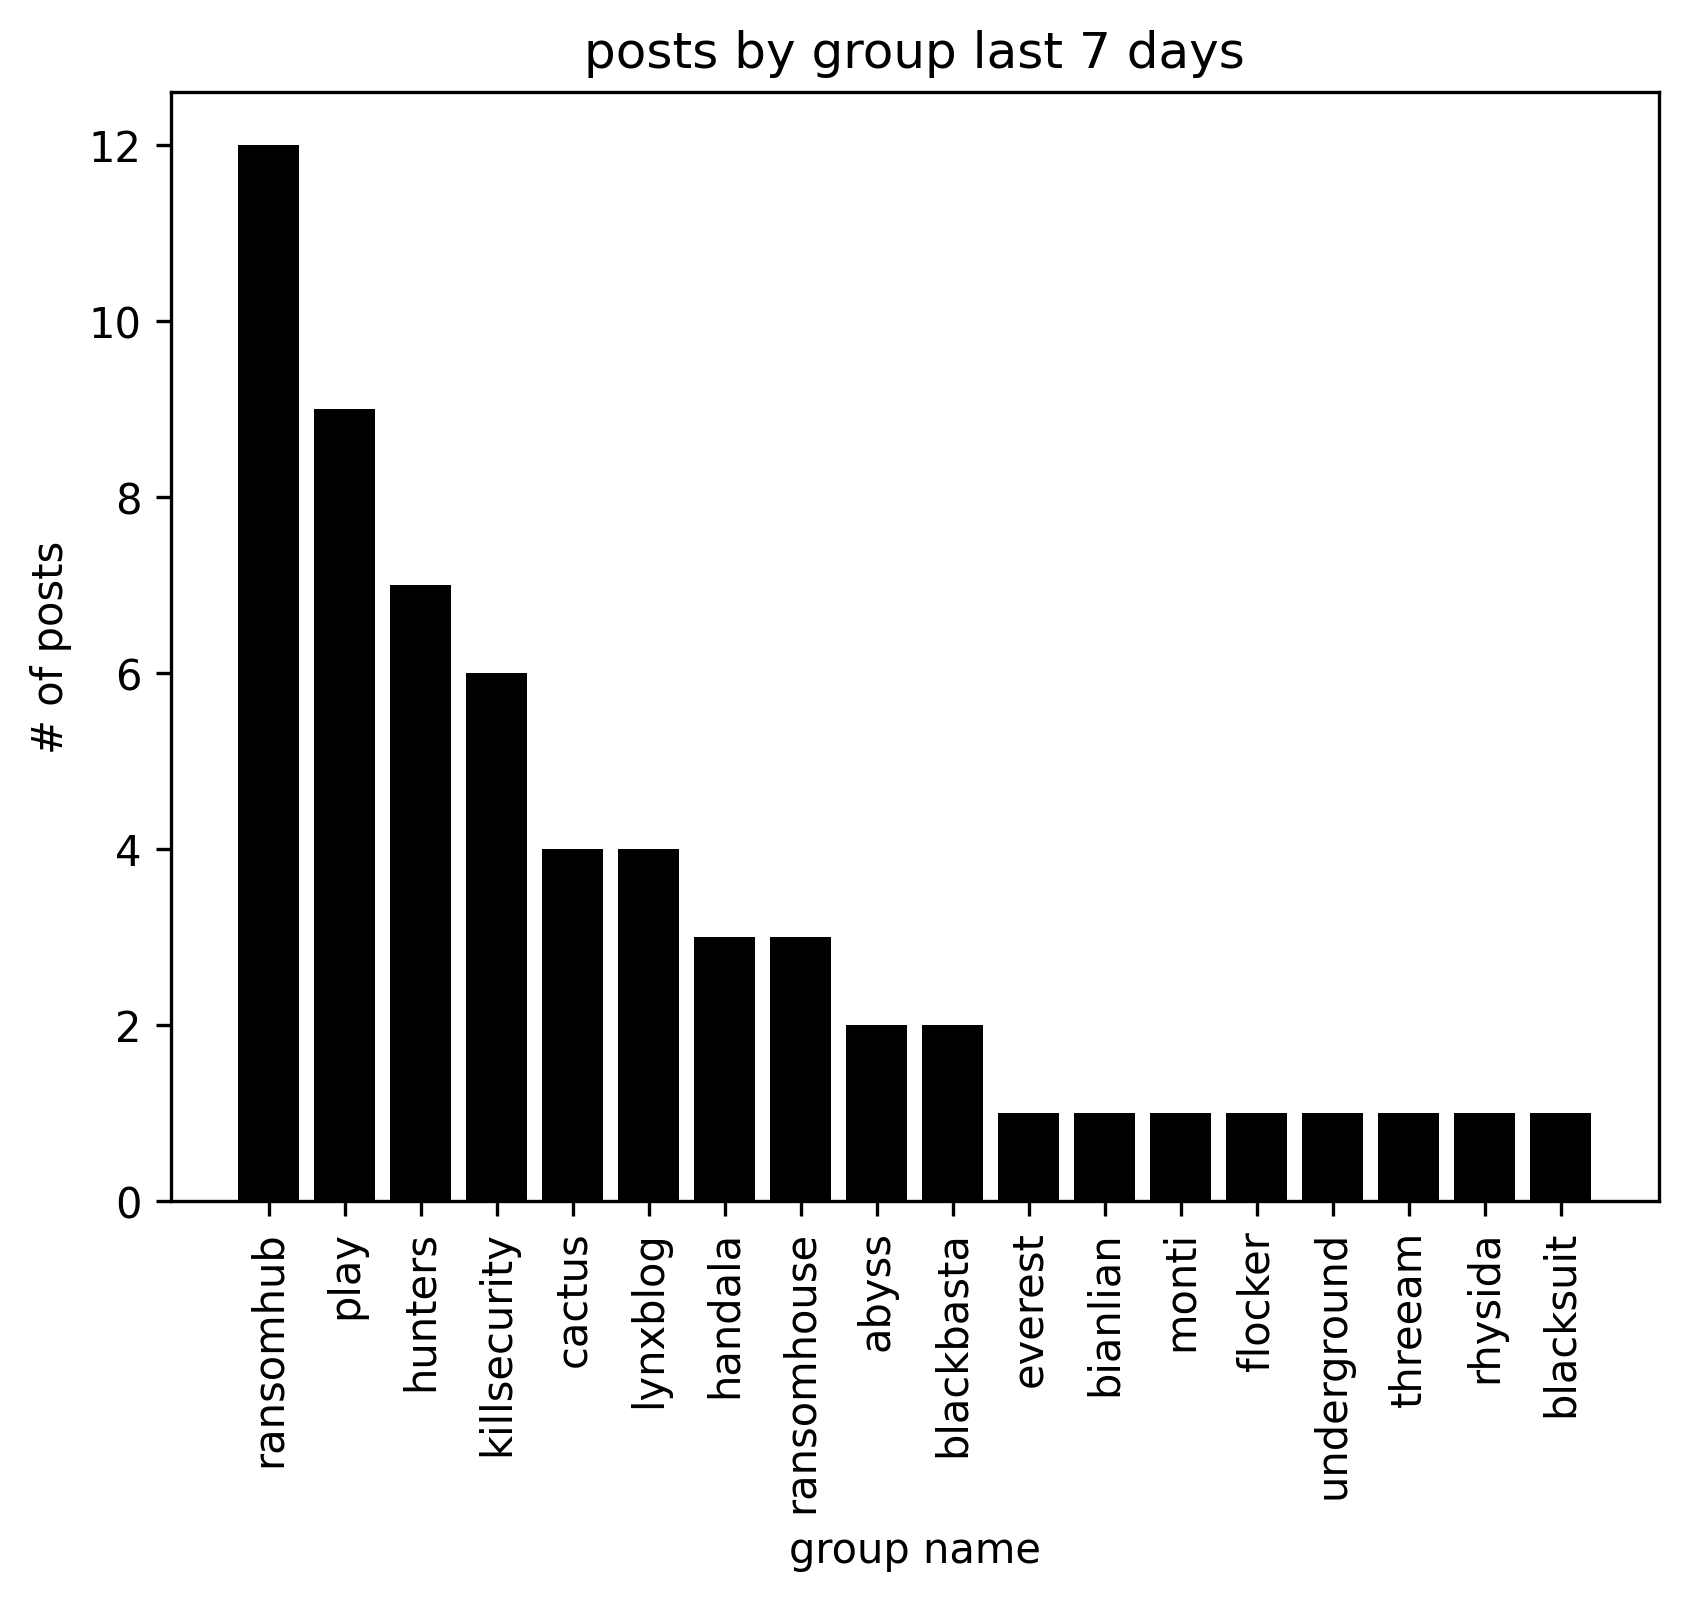 posts by group last 7 days
12
10
8
6
4
2
0
# of posts
ransomhub
play
hunters
killsecurity
cactus
lynxblog
handala
ransomhouse
abyss
blackbasta
everest
bianlian
monti
flocker
underground
threeam
rhysida
blacksuit
group name